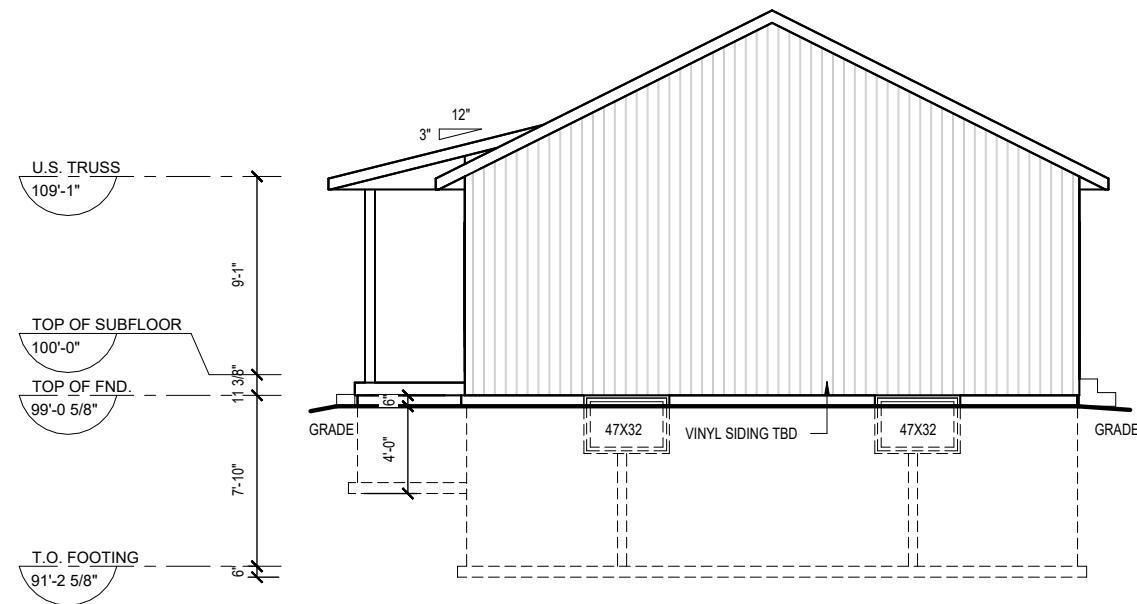 12"
3"
U.S. TRUSS
109'-1"
9'-1"
TOP OF SUBFLOOR
100'-0"
11 3/8"
TOP OF FND.
99'-0 5/8"
6"
GRADE
47X32
VINYL SIDING TBD
47X32
GRADE
4'-0"
7'-10"
T.O. FOOTING
91'-2 5/8"
6"